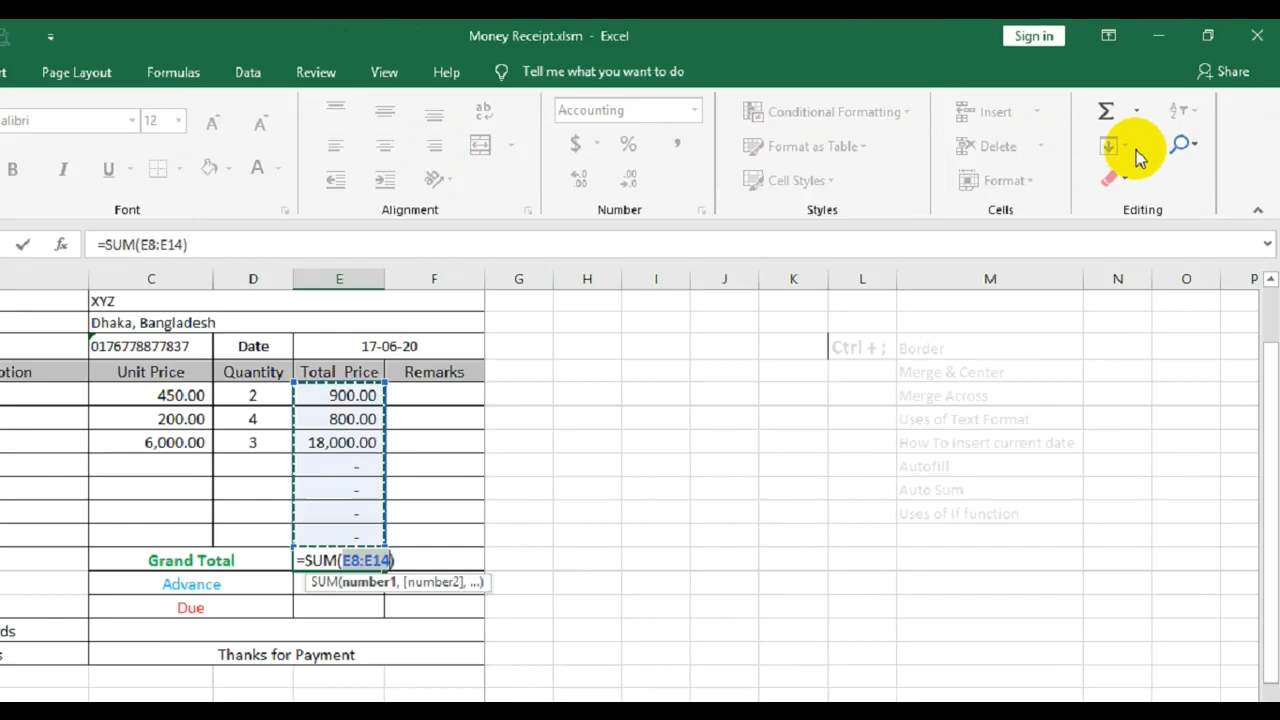 Money Receipt.xlsm - Excel
Sign in
Page Layout Formulas Data Review View Help Tell me what you want to do Share
alibri 12 A A ab Accounting Conditional Formatting Insert Σ
B I U A $ % , Format as Table Delete
Cell Styles Format
Font Alignment Number Styles Cells Editing
fx =SUM(E8:E14)
C D E F G H I J K L M N O P
XYZ
Dhaka, Bangladesh
0176778877837 Date 17-06-20 Ctrl + ; Border
ption Unit Price Quantity Total Price Remarks Merge & Center
450.00 2 900.00 Merge Across
200.00 4 800.00 Uses of Text Format
6,000.00 3 18,000.00 How To Insert current date
- Autofill
- Auto Sum
- Uses of If function
-
Grand Total =SUM(E8:E14)
Advance SUM(number1, [number2], ...)
Due
ds
s Thanks for Payment